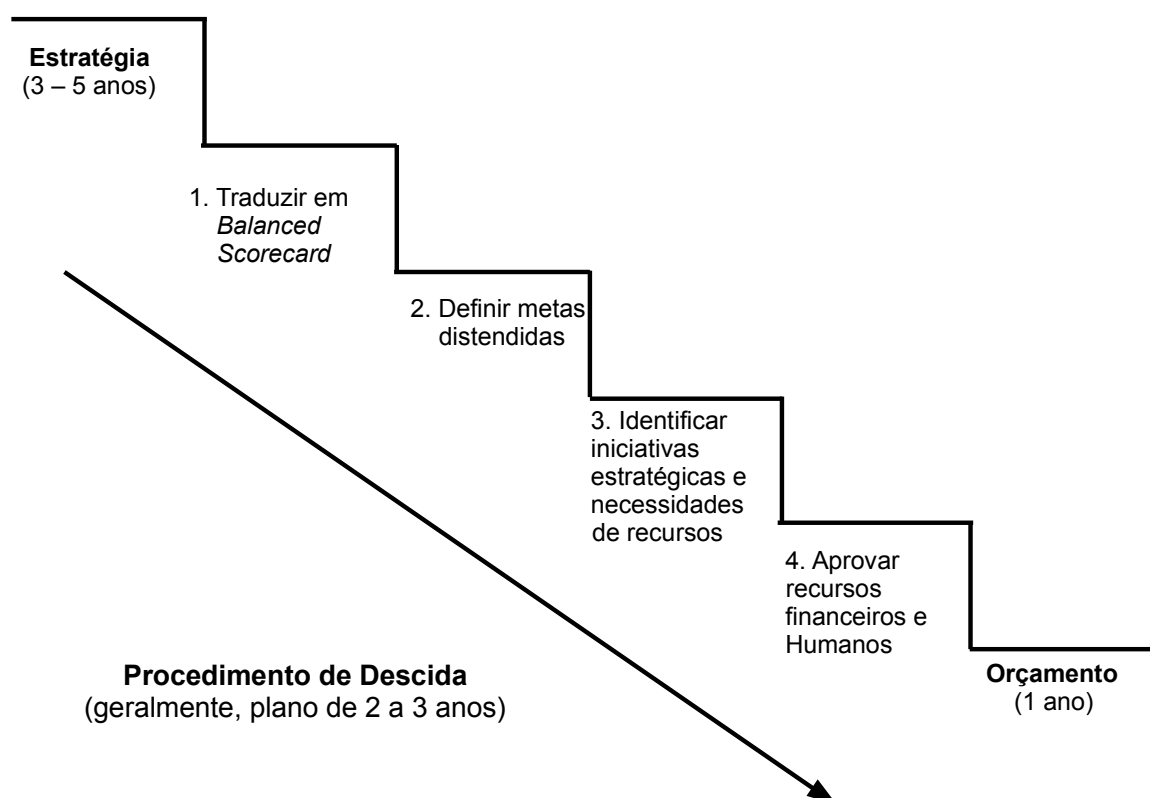 Estratégia
(3 – 5 anos)
1. Traduzir em
Balanced
Scorecard
2. Definir metas
distendidas
3. Identificar
iniciativas
estratégicas e
necessidades
de recursos
4. Aprovar
recursos
financeiros e
Humanos
Procedimento de Descida
(geralmente, plano de 2 a 3 anos)
Orçamento
(1 ano)